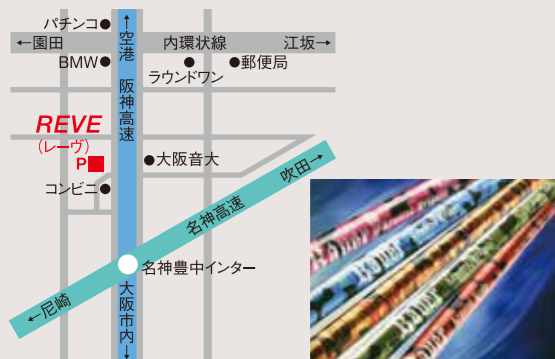 パチンコ
↑空港
←園田
内環状線
江坂→
BMW
ラウンドワン
郵便局
阪神高速
REVE
(レーヴ)
P
大阪音大
コンビニ
吹田→
名神高速
名神豊中インター
←尼崎
大阪市内↓